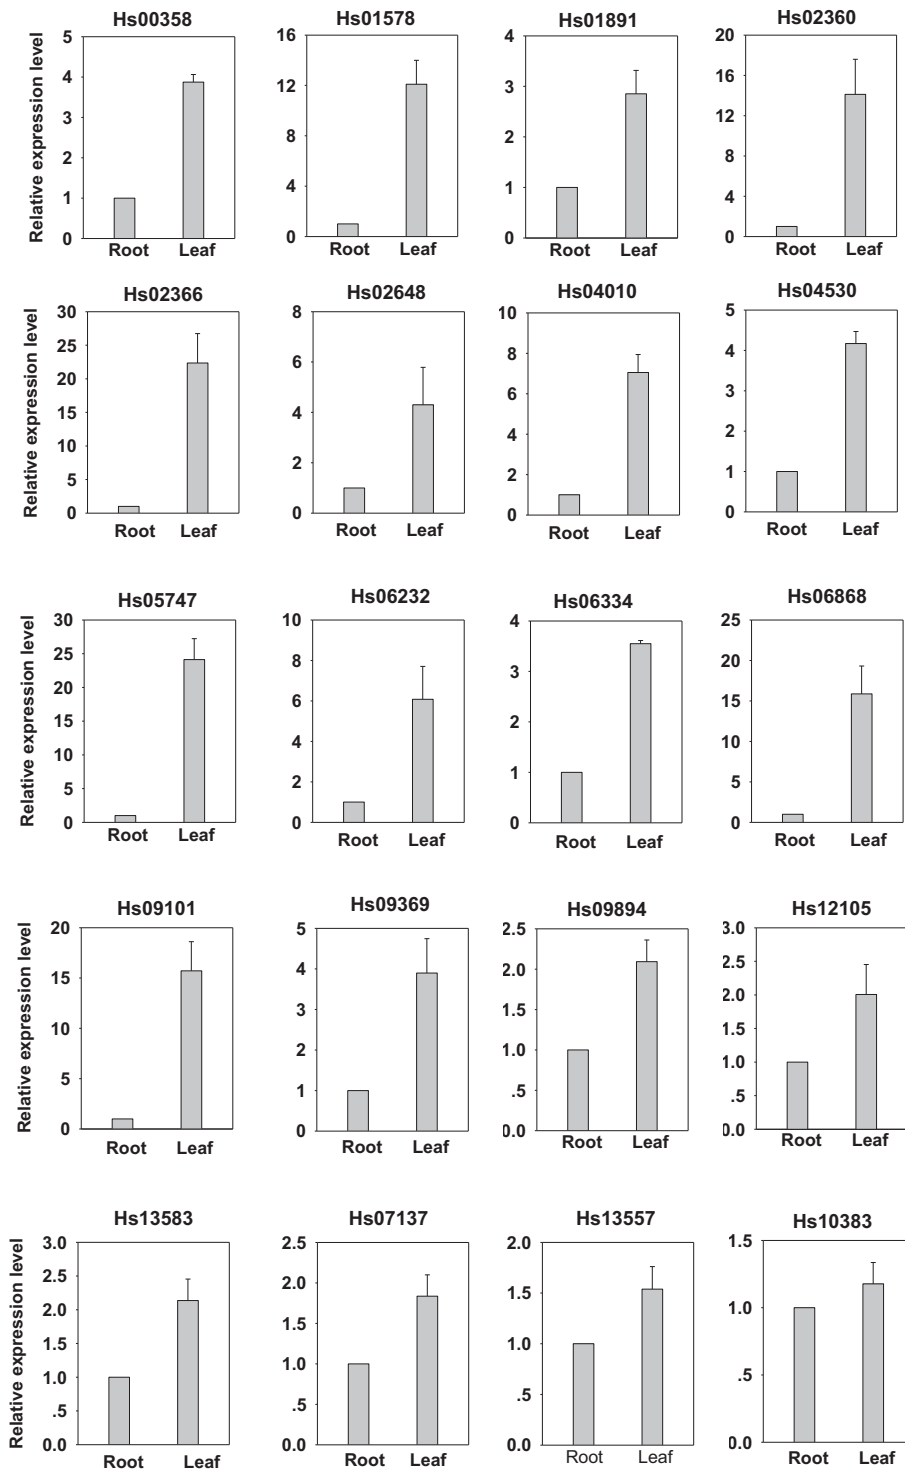 Hs00358 Hs01578 Hs01891 Hs02360
Relative expression level
5 16 4 20
4 12 3 16
3 8 2 12
2 4 1 8
1 0 0 4
0 0
Root Leaf Root Leaf Root Leaf Root Leaf
Hs02366 Hs02648 Hs04010 Hs04530
Relative expression level
30 8 10 5
25 6 8 4
20 4 6 3
15 2 4 2
10 0 2 1
5 0 0
0
Root Leaf Root Leaf Root Leaf Root Leaf
Hs05747 Hs06232 Hs06334 Hs06868
Relative expression level
30 10 4 25
25 8 3 20
20 6 2 15
15 4 1 10
10 2 0 5
5 0 0
0
Root Leaf Root Leaf Root Leaf Root Leaf
Hs09101 Hs09369 Hs09894 Hs12105
Relative expression level
20 5 2.5 3.0
15 4 2.0 2.5
10 3 1.5 2.0
5 2 1.0 1.5
0 1 .5 1.0
0 0.0 .5
0.0
Root Leaf Root Leaf Root Leaf Root Leaf
Hs13583 Hs07137 Hs13557 Hs10383
Relative expression level
3.0 2.5 2.0 1.5
2.5 2.0 1.5 1.0
2.0 1.5 1.0 .5
1.5 1.0 .5 0.0
1.0 .5 0.0
.5 0.0
0.0
Root Leaf Root Leaf Root Leaf Root Leaf